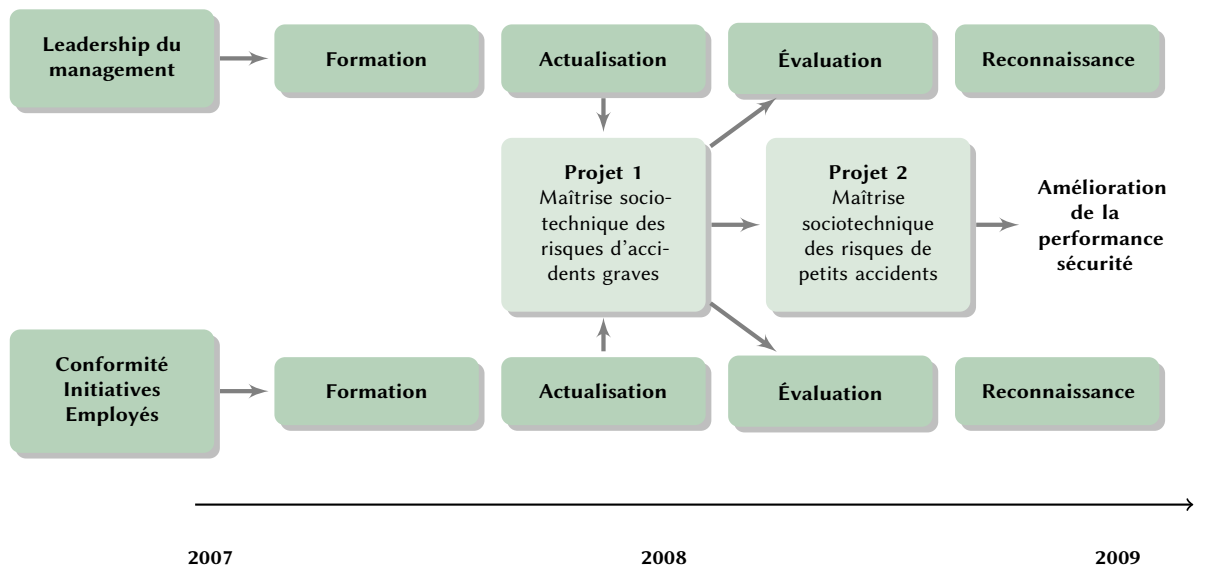 Leadership du
management
Formation
Actualisation
Évaluation
Reconnaissance
Projet 1
Maîtrise socio-
technique des
risques d'acci-
dents graves
Projet 2
Maîtrise
sociotechnique
des risques de
petits accidents
Amélioration
de la
performance
sécurité
Conformité
Initiatives
Employés
Formation
Actualisation
Évaluation
Reconnaissance
2007
2008
2009